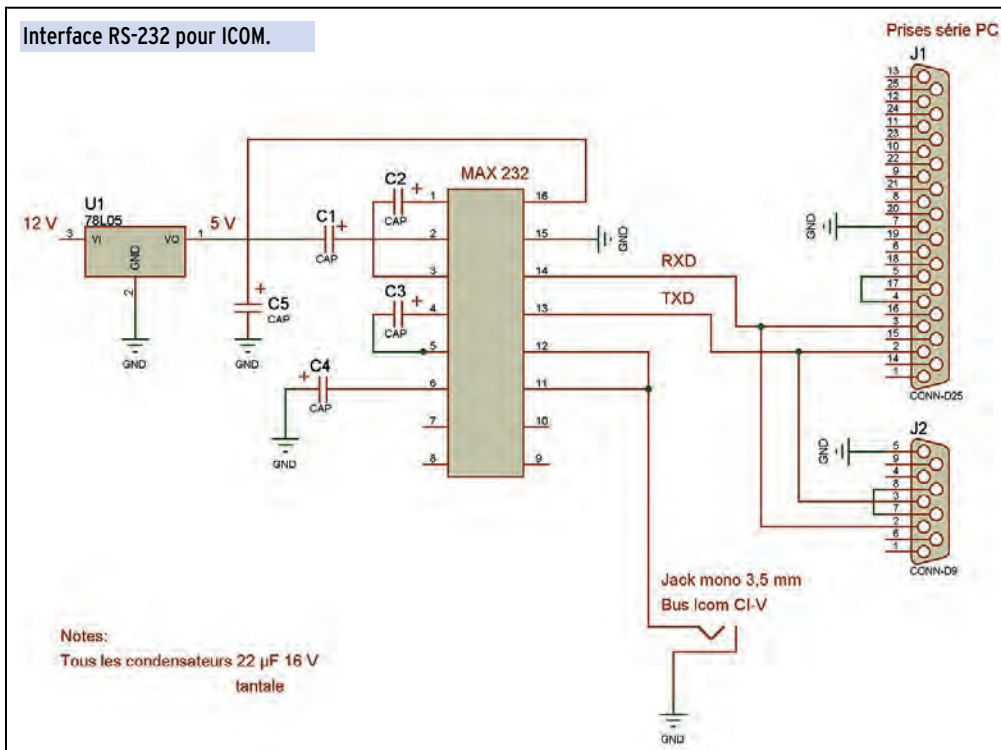 Interface RS-232 pour ICOM.
Prises série PC
J1
13
25
12
24
11
23
10
22
9
21
8
20
7
19
6
18
5
17
4
16
3
15
2
14
1
CONN-D25
GND
MAX 232
U1
78L05
12 V
3
VI
VO
1
5 V
GND
2
GND
C1
+
CAP
C2
+
CAP
C3
+
CAP
C4
+
CAP
C5
+
CAP
GND
GND
1
2
3
4
5
6
7
8
16
15
14
13
12
11
10
9
GND
RXD
TXD
J2
GND
5
9
4
8
3
7
2
6
1
CONN-D9
Jack mono 3,5 mm
Bus Icom CI-V
GND
Notes:
Tous les condensateurs 22 µF 16 V
tantale